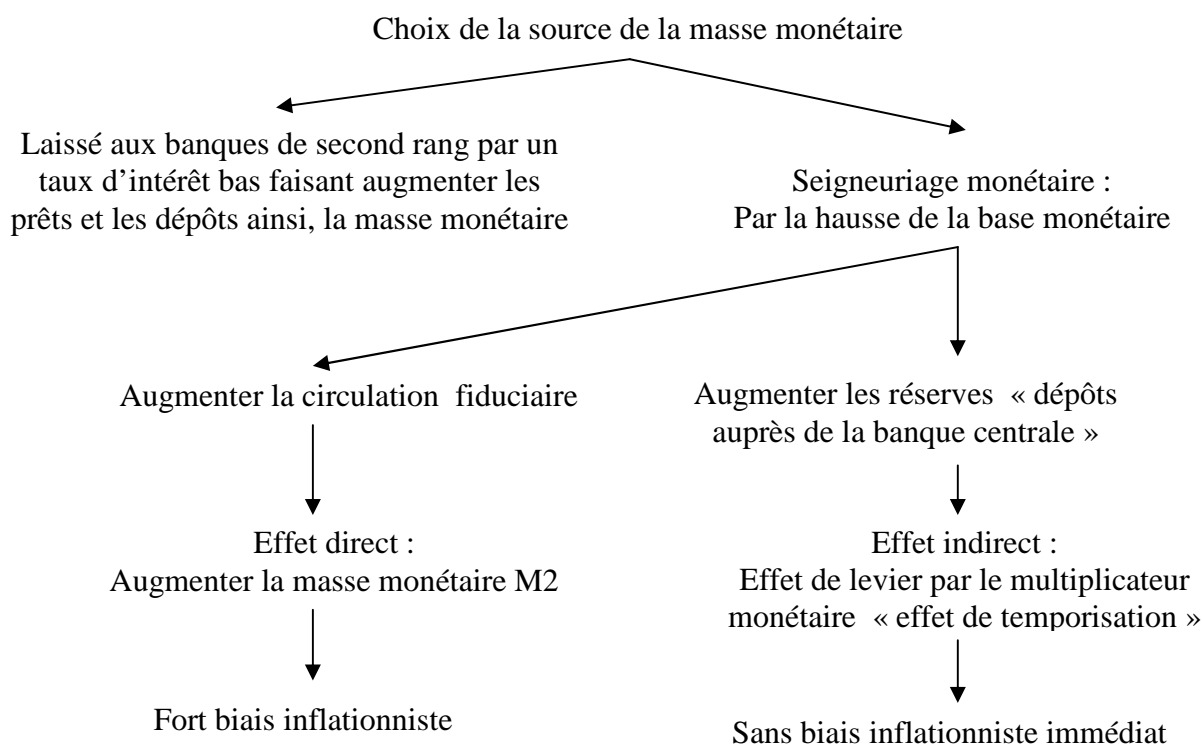 Choix de la source de la masse monétaire
Laissé aux banques de second rang par un
taux d’intérêt bas faisant augmenter les
prêts et les dépôts ainsi, la masse monétaire
Seigneuriage monétaire :
Par la hausse de la base monétaire
Augmenter la circulation fiduciaire
Augmenter les réserves « dépôts
auprès de la banque centrale »
Effet direct :
Augmenter la masse monétaire M2
Effet indirect :
Effet de levier par le multiplicateur
monétaire « effet de temporisation »
Fort biais inflationniste
Sans biais inflationniste immédiat